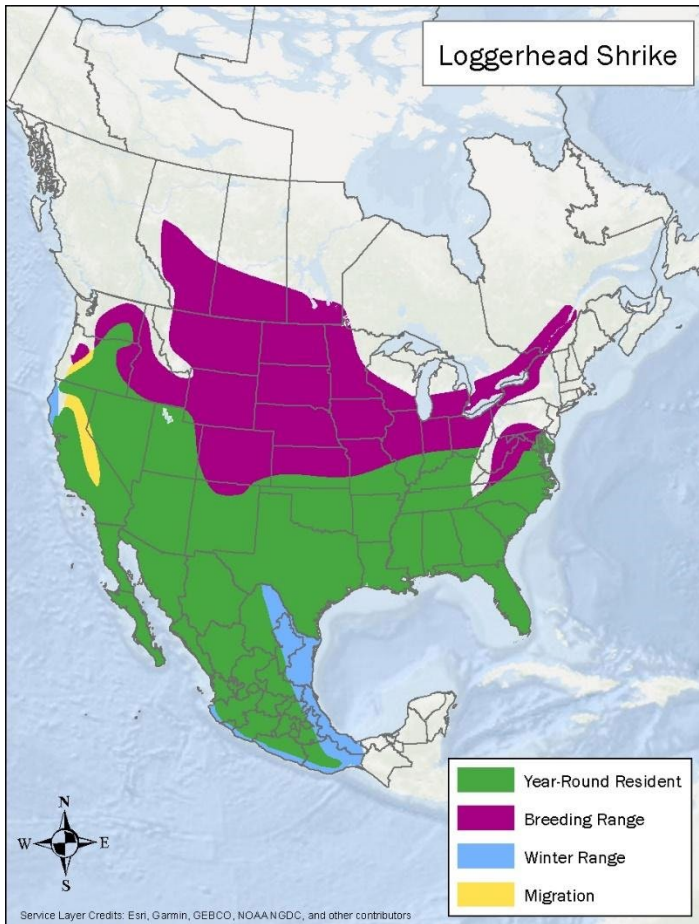 Loggerhead Shrike
Year-Round Resident
Breeding Range
Winter Range
Migration
N
W E
S
Service Layer Credits: Esri, Garmin, GEBCO, NOAA NGDC, and other contributors